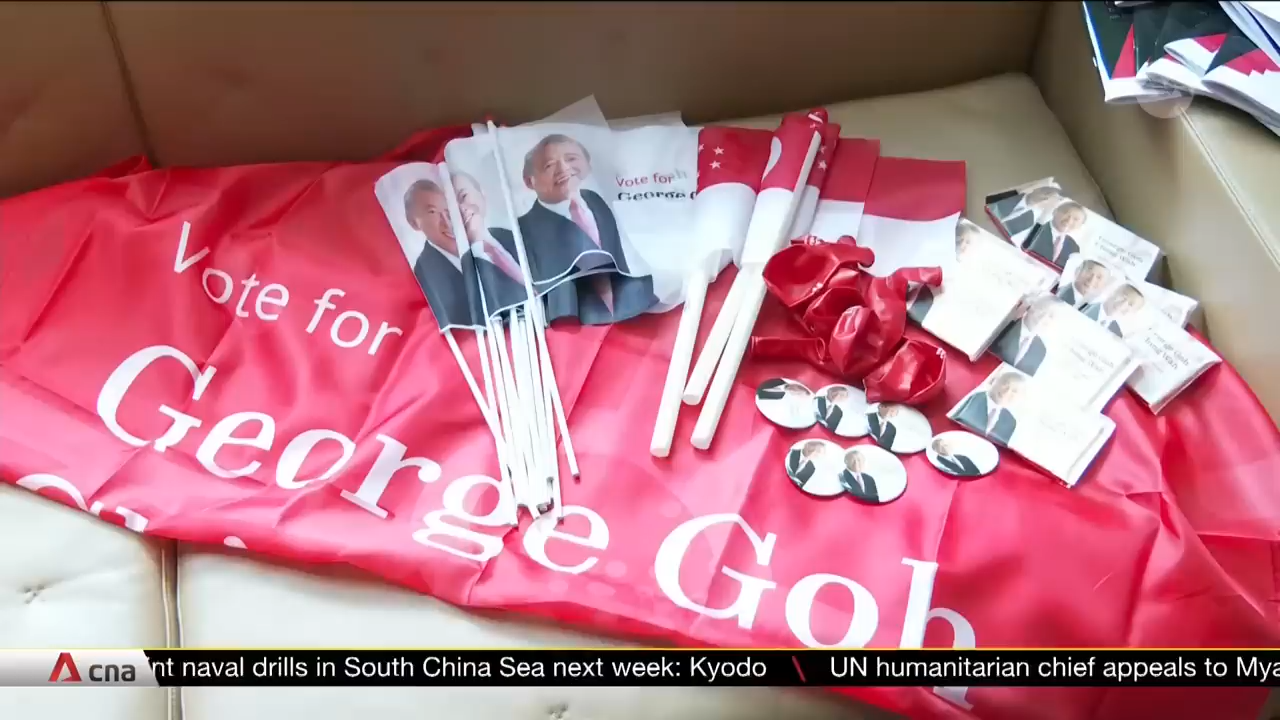 Vote for
George Goh
Vote for
George
cna
nt naval drills in South China Sea next week: Kyodo \ UN humanitarian chief appeals to Mya